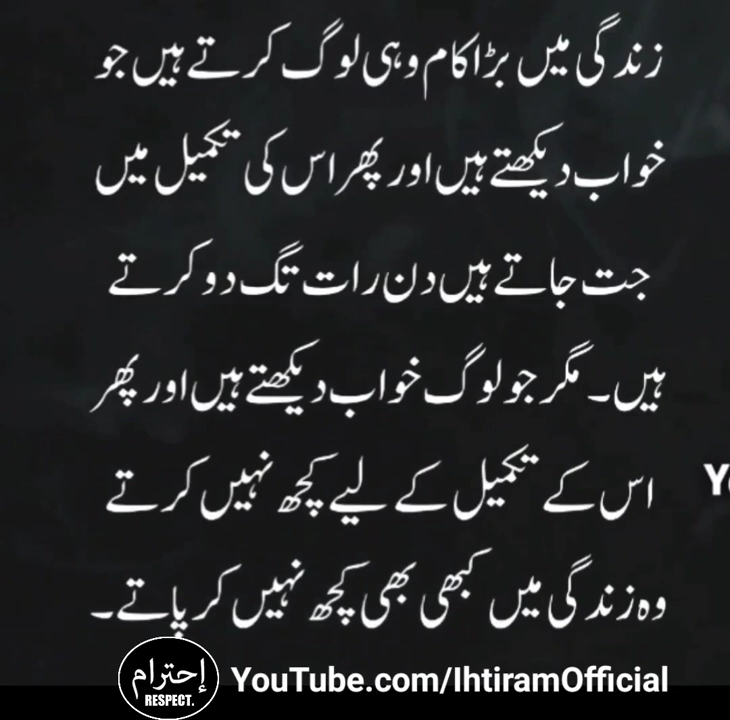 زندگی میں بڑا کام وہی لوگ کرتے ہیں جو
خواب دیکھتے ہیں اور پھر اس کی تکمیل میں
جت جاتے ہیں دن رات تگ دو کرتے
ہیں۔ مگر جو لوگ خواب دیکھتے ہیں اور پھر
اس کے تکمیل کے لیے کچھ نہیں کرتے
وہ زندگی میں کبھی بھی کچھ نہیں کر پاتے۔
إحترام
RESPECT.
YouTube.com/IhtiramOfficial